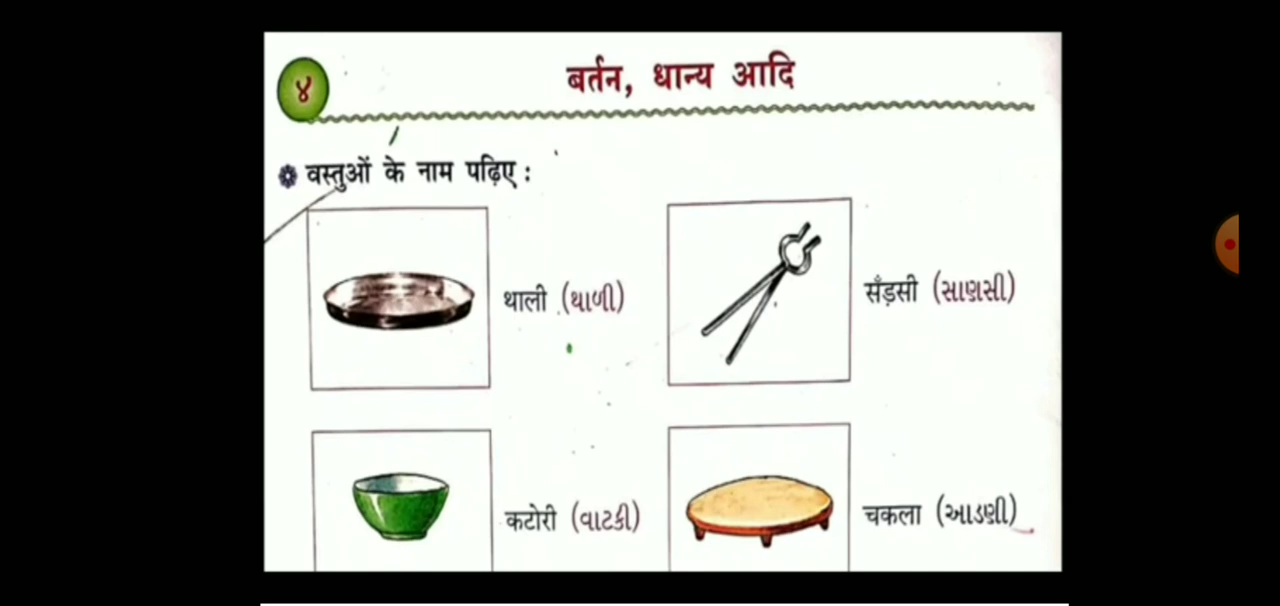 ४
बर्तन, धान्य आदि
वस्तुओं के नाम पढ़िए :
थाली (થાળી)
सँड़सी (સાણસી)
कटोरी (વાટકી)
चकला (આડણી)